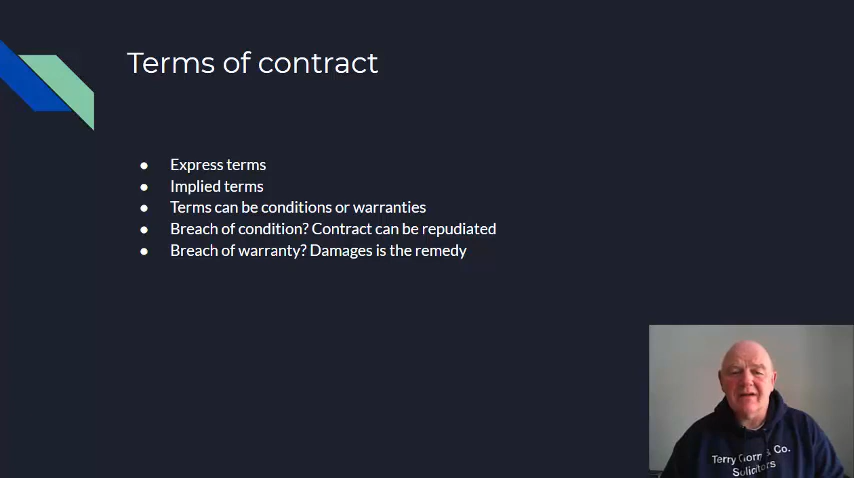 Terms of contract
● Express terms
● Implied terms
● Terms can be conditions or warranties
● Breach of condition? Contract can be repudiated
● Breach of warranty? Damages is the remedy
Terry & Co.
Solicitors